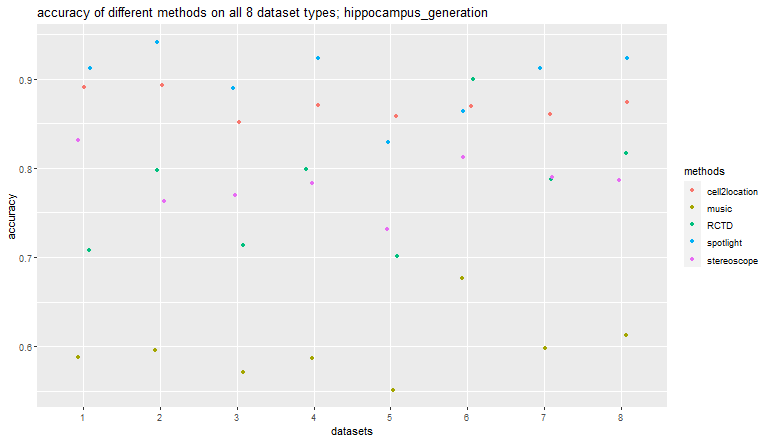 accuracy of different methods on all 8 dataset types; hippocampus_generation
0.9
0.8
0.7
0.6
accuracy
1 2 3 4 5 6 7 8
datasets
methods
cell2location
music
RCTD
spotlight
stereoscope